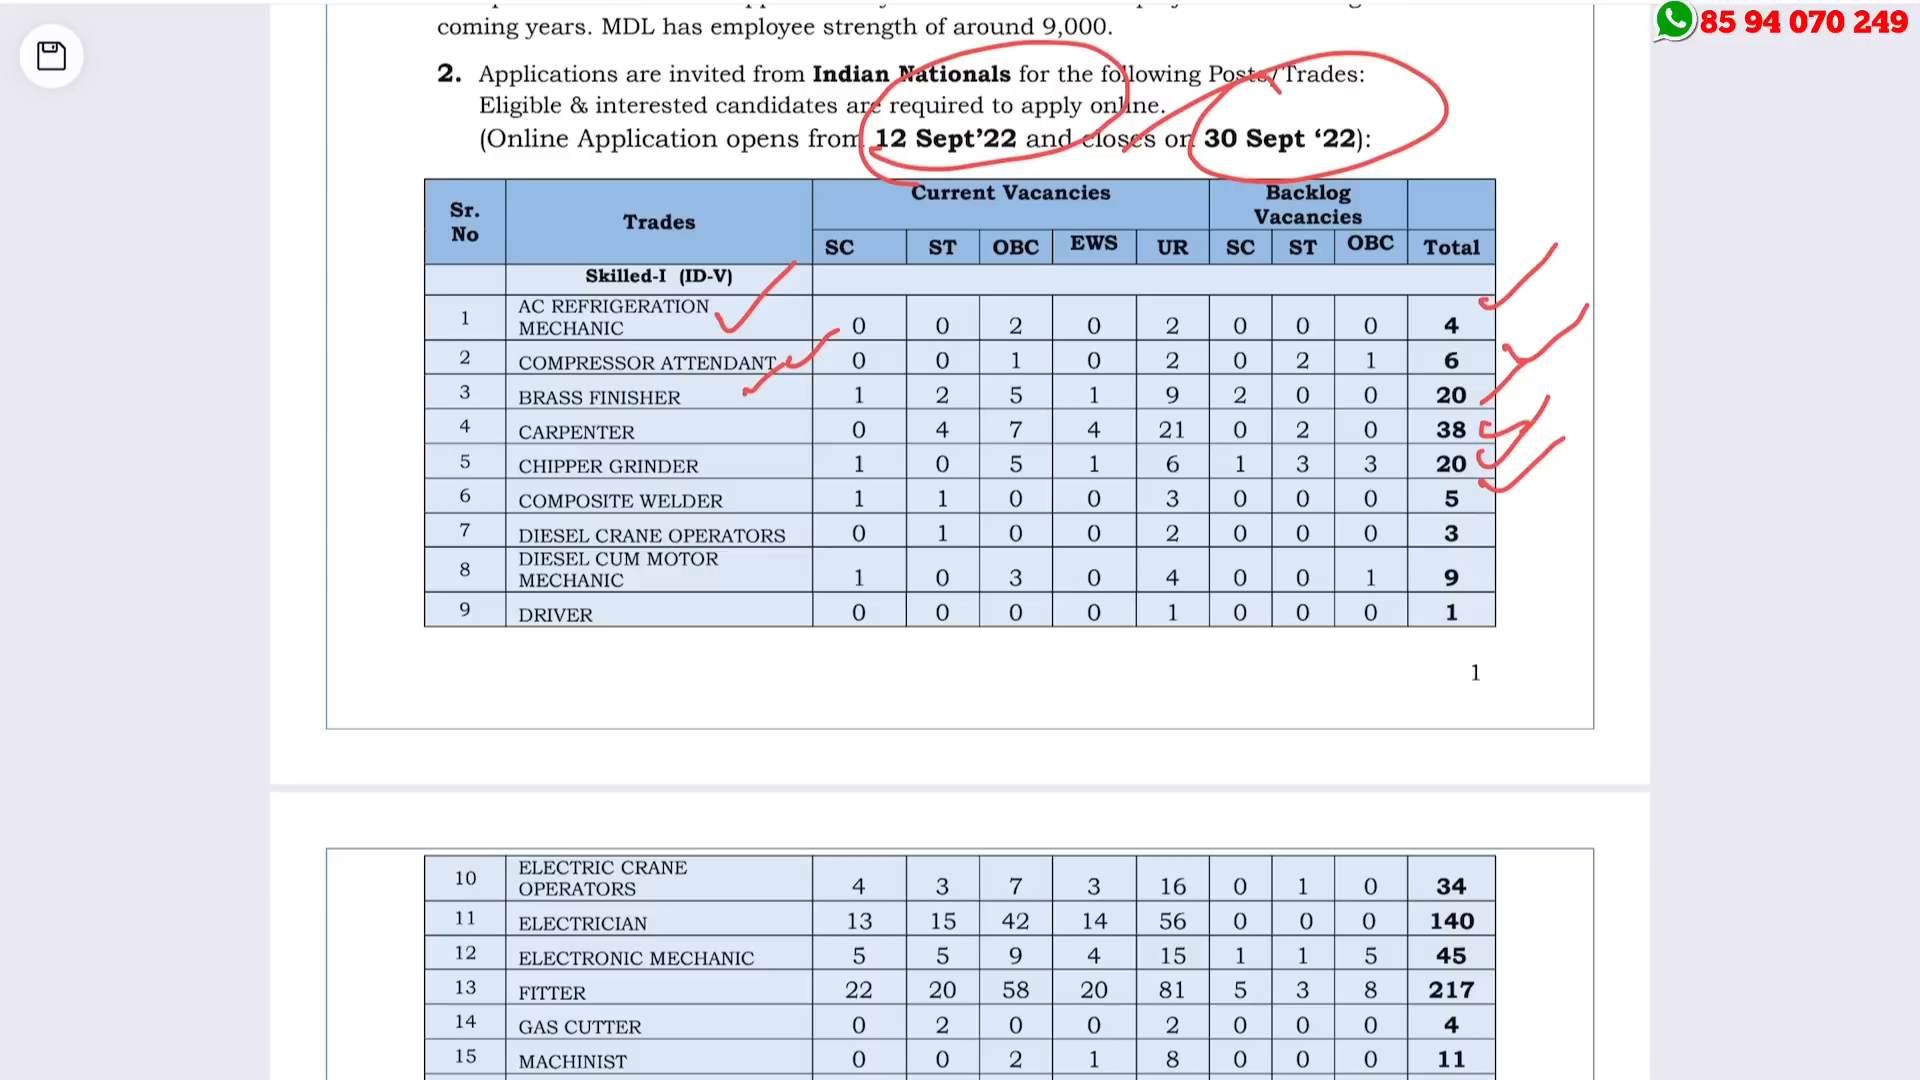 85 94 070 249
coming years. MDL has employee strength of around 9,000.
2. Applications are invited from Indian Nationals for the following Posts/Trades:
Eligible & interested candidates are required to apply online.
(Online Application opens from 12 Sept'22 and closes on 30 Sept ‘22):
Sr. No Trades Current Vacancies Backlog Vacancies
SC ST OBC EWS UR SC ST OBC Total
Skilled-I (ID-V)
1 AC REFRIGERATION MECHANIC 0 0 2 0 2 0 0 0 4
2 COMPRESSOR ATTENDANT 0 0 1 0 2 0 2 1 6
3 BRASS FINISHER 1 2 5 1 9 2 0 0 20
4 CARPENTER 0 4 7 4 21 0 2 0 38
5 CHIPPER GRINDER 1 0 5 1 6 1 3 3 20
6 COMPOSITE WELDER 1 1 0 0 3 0 0 0 5
7 DIESEL CRANE OPERATORS 0 1 0 0 2 0 0 0 3
8 DIESEL CUM MOTOR MECHANIC 1 0 3 0 4 0 0 1 9
9 DRIVER 0 0 0 0 1 0 0 0 1
1
10 ELECTRIC CRANE OPERATORS 4 3 7 3 16 0 1 0 34
11 ELECTRICIAN 13 15 42 14 56 0 0 0 140
12 ELECTRONIC MECHANIC 5 5 9 4 15 1 1 5 45
13 FITTER 22 20 58 20 81 5 3 8 217
14 GAS CUTTER 0 2 0 0 2 0 0 0 4
15 MACHINIST 0 0 2 1 8 0 0 0 11